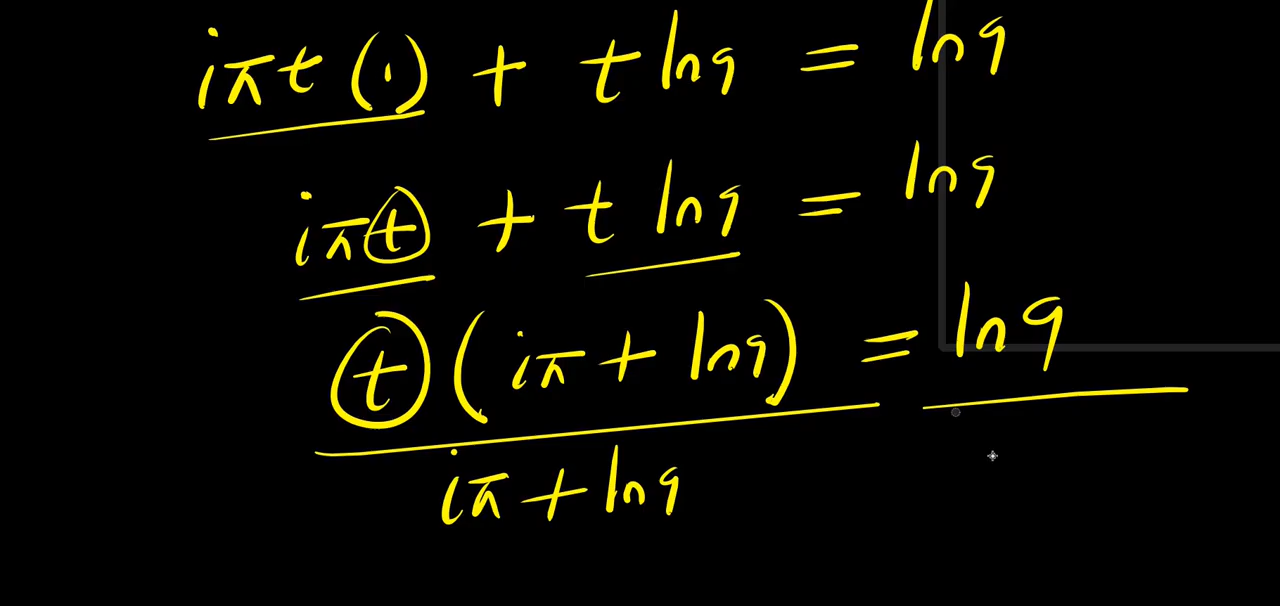 iπt (1) + t ln9 = ln9
iπt + t ln9 = ln9
t (iπ + ln9) = ln9
iπ + ln9